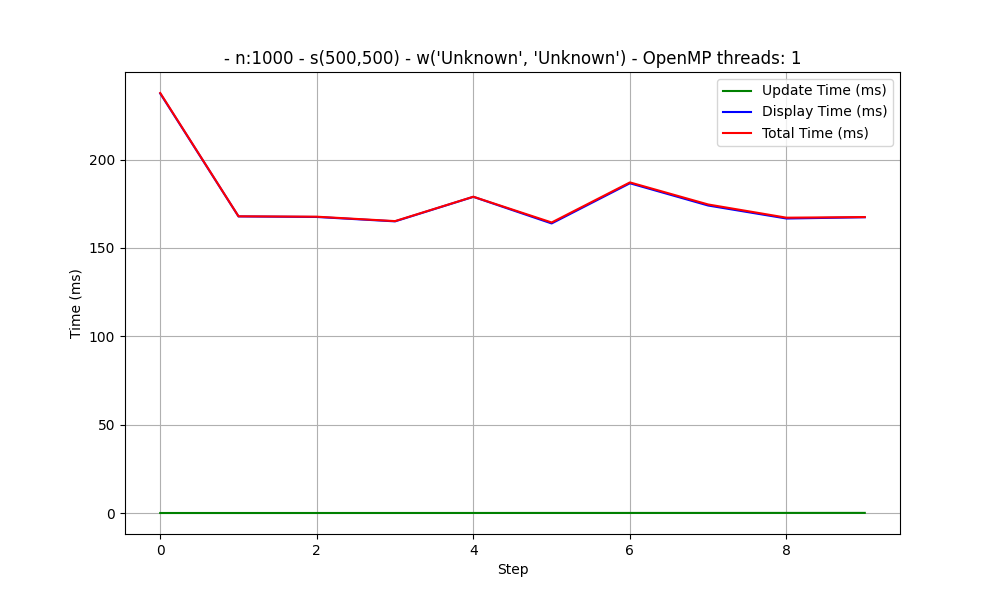 - n:1000 - s(500,500) - w('Unknown', 'Unknown') - OpenMP threads: 1
Update Time (ms)
Display Time (ms)
Total Time (ms)
200
150
100
50
0
Time (ms)
0 2 4 6 8
Step